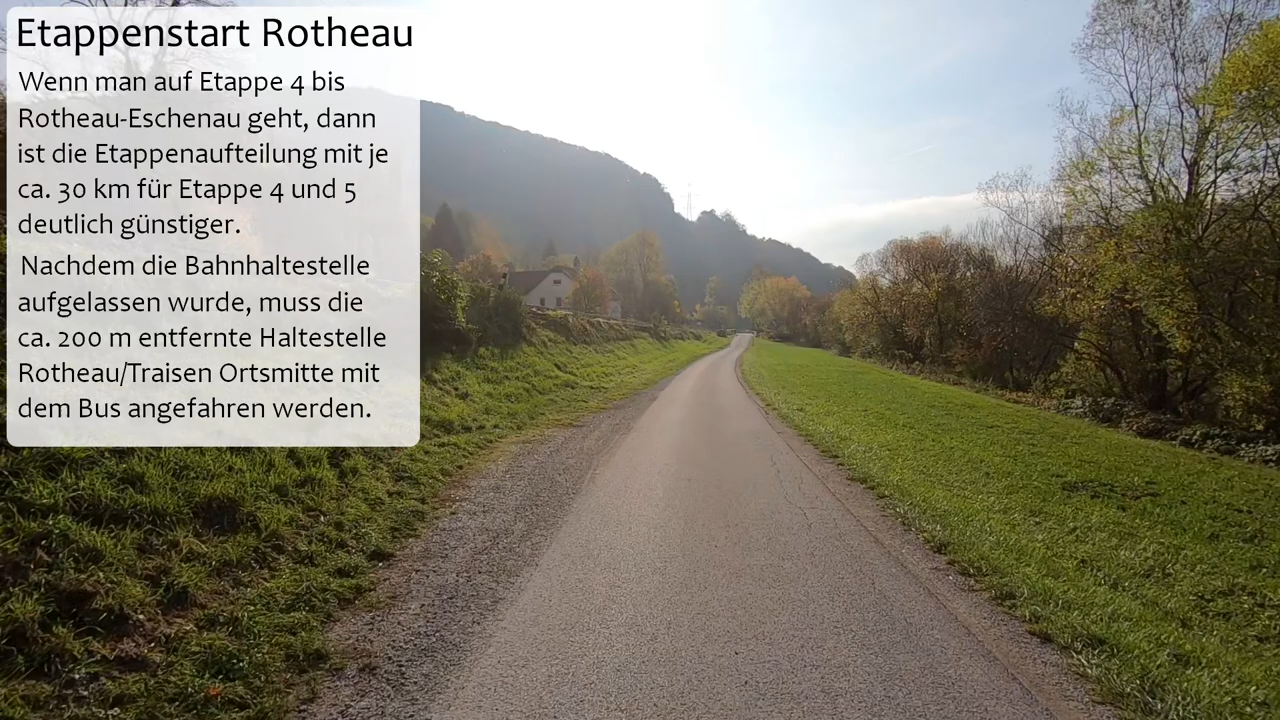 Etappenstart Rotheau
Wenn man auf Etappe 4 bis
Rotheau-Eschenau geht, dann
ist die Etappenaufteilung mit je
ca. 30 km für Etappe 4 und 5
deutlich günstiger.
Nachdem die Bahnhaltestelle
aufgelassen wurde, muss die
ca. 200 m entfernte Haltestelle
Rotheau/Traisen Ortsmitte mit
dem Bus angefahren werden.